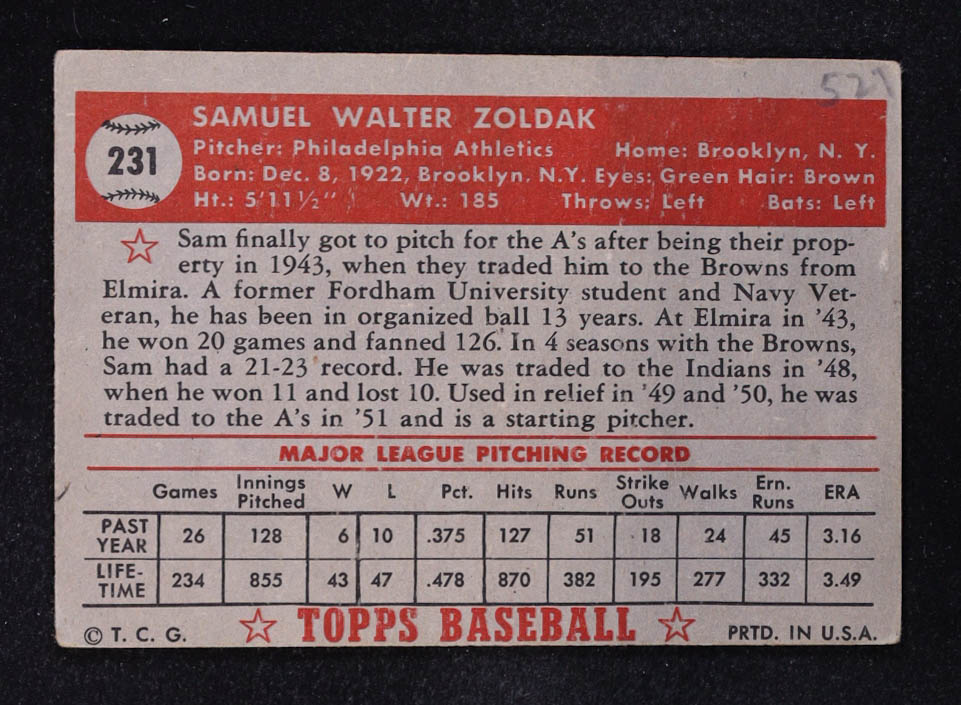 527
SAMUEL WALTER ZOLDAK
231
Pitcher: Philadelphia Athletics Home: Brooklyn, N. Y.
Born: Dec. 8, 1922, Brooklyn, N.Y. Eyes: Green Hair: Brown
Ht.: 5'11½" Wt.: 185 Throws: Left Bats: Left
Sam finally got to pitch for the A's after being their prop-
erty in 1943, when they traded him to the Browns from
Elmira. A former Fordham University student and Navy Vet-
eran, he has been in organized ball 13 years. At Elmira in '43,
he won 20 games and fanned 126. In 4 seasons with the Browns,
Sam had a 21-23 record. He was traded to the Indians in '48,
when he won 11 and lost 10. Used in relief in '49 and '50, he was
traded to the A's in '51 and is a starting pitcher.
MAJOR LEAGUE PITCHING RECORD
Games Innings Pitched W L Pct. Hits Runs Strike Outs Walks Ern. Runs ERA
PAST YEAR 26 128 6 10 .375 127 51 18 24 45 3.16
LIFE-TIME 234 855 43 47 .478 870 382 195 277 332 3.49
© T. C. G. TOPPS BASEBALL PRTD. IN U.S.A.